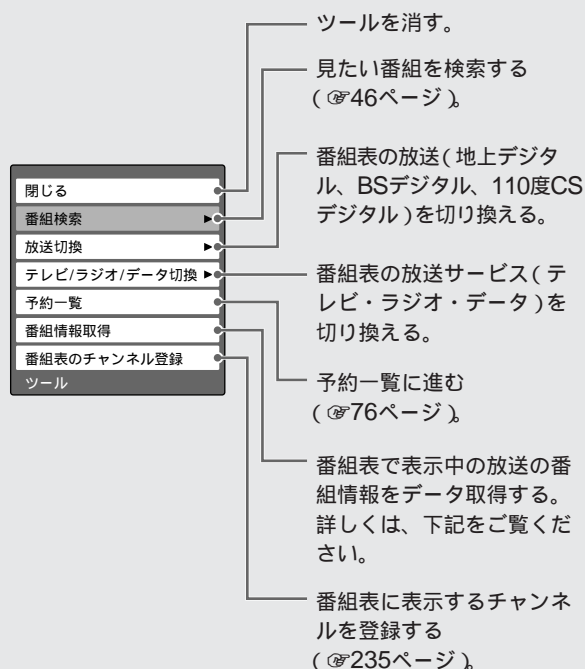 ツールを消す。
見たい番組を検索する
(☞46ページ)。
番組表の放送(地上デジタ
ル、BSデジタル、110度CS
デジタル)を切り換える。
番組表の放送サービス(テ
レビ・ラジオ・データ)を
切り換える。
予約一覧に進む
(☞76ページ)。
番組表で表示中の放送の番
組情報をデータ取得する。
詳しくは、下記をご覧くだ
さい。
番組表に表示するチャンネ
ルを登録する
(☞235ページ)。
閉じる
番組検索
放送切換
テレビ/ラジオ/データ切換
予約一覧
番組情報取得
番組表のチャンネル登録
ツール